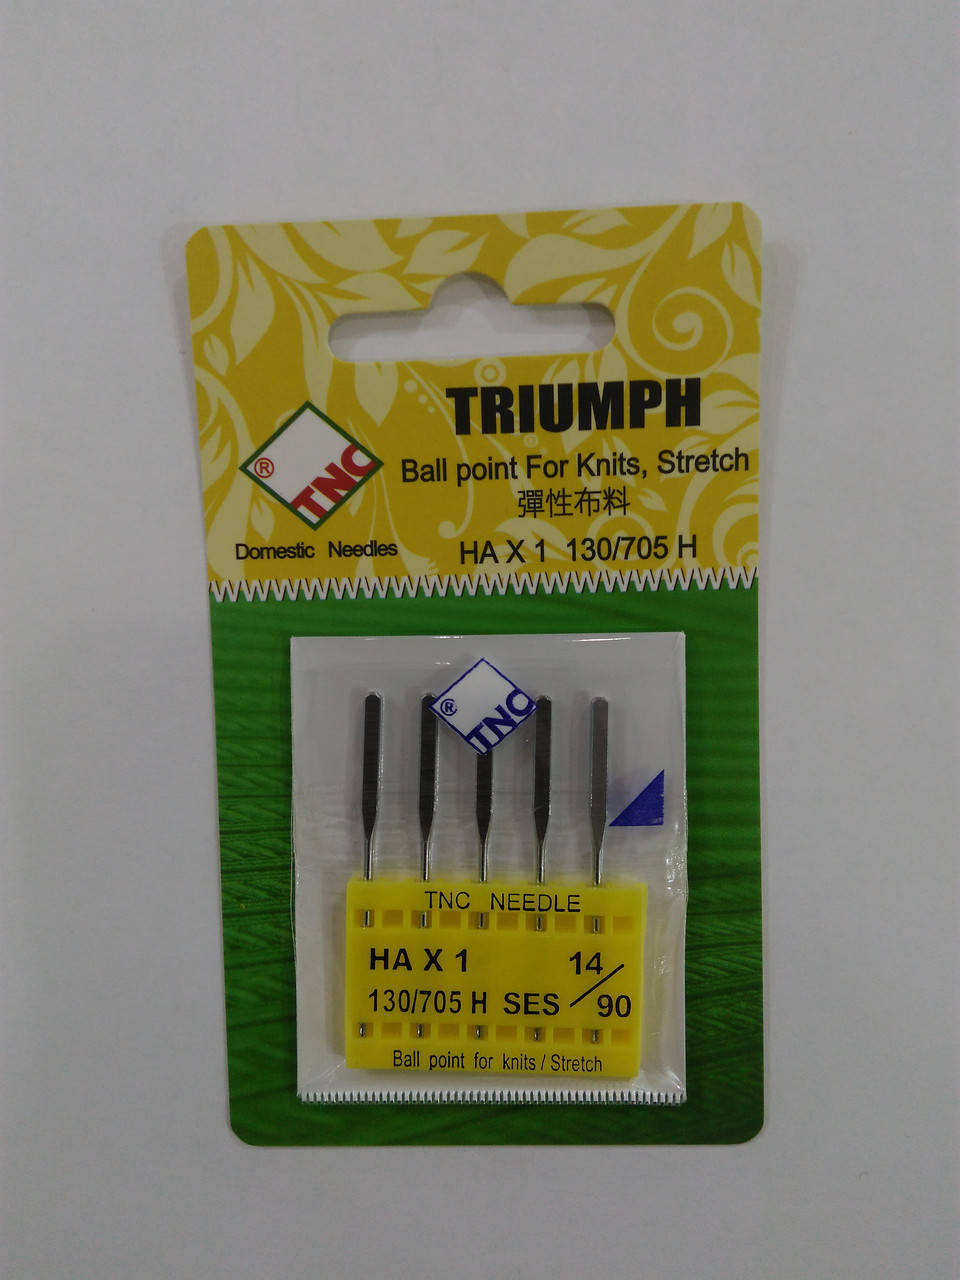 TRIUMPH
Ball point For Knits, Stretch
彈性布料
HA X 1 130/705 H
® TNC
Domestic Needles
® TNC
TNC NEEDLE
HA X 1 14/90
130/705 H SES
Ball point for knits / Stretch